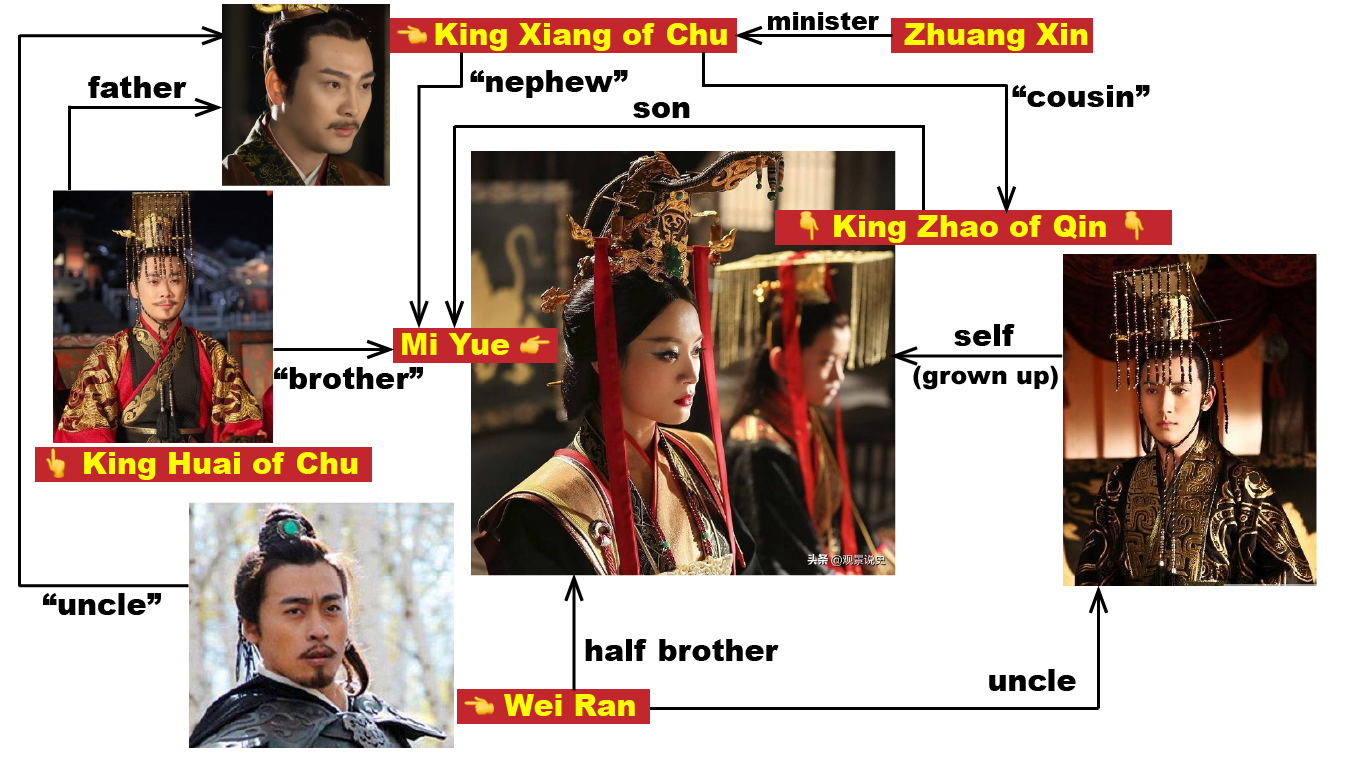 👈 King Xiang of Chu
minister
Zhuang Xin
father
“nephew”
“cousin”
son
👇 King Zhao of Qin 👇
Mi Yue 👉
self
(grown up)
“brother”
👆 King Huai of Chu
头条 @观景说史
“uncle”
half brother
uncle
👈 Wei Ran